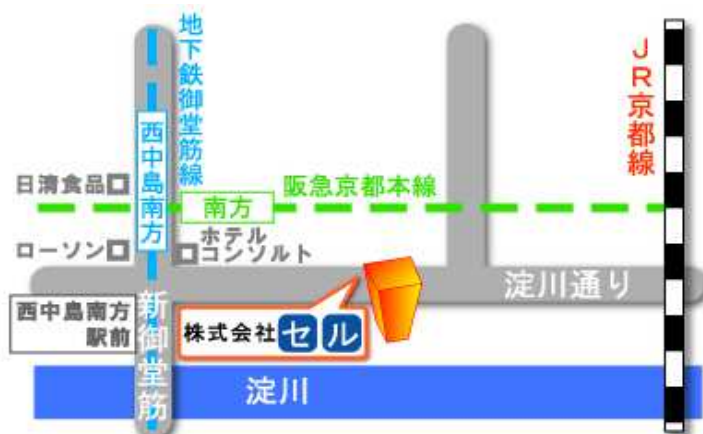 地下鉄御堂筋線
西中島南方
JR京都線
日清食品
南方
阪急京都本線
ローソン
ホテル
コンソルト
淀川通り
西中島南方
駅前
新御堂筋
株式会社セル
淀川